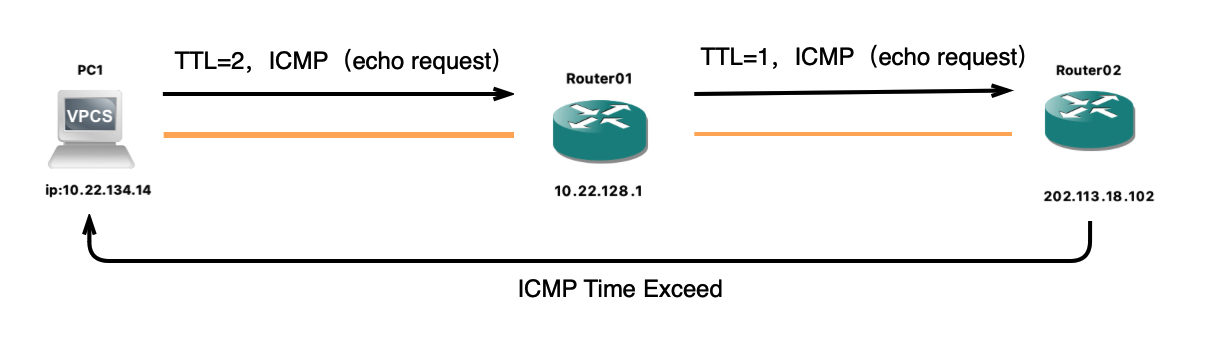 TTL=2，ICMP（echo request）
TTL=1，ICMP（echo request）
PC1
Router01
Router02
VPCS
ip:10.22.134.14
10.22.128.1
202.113.18.102
ICMP Time Exceed